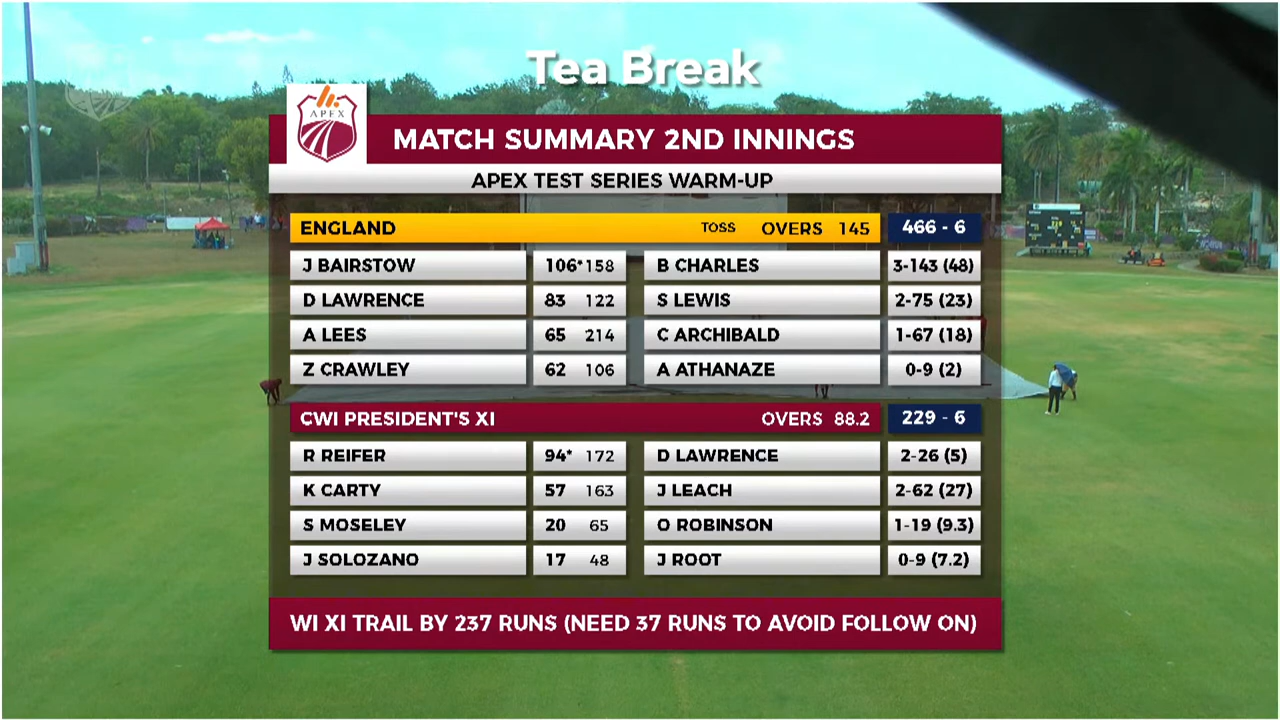 Tea Break
APEX
MATCH SUMMARY 2ND INNINGS
APEX TEST SERIES WARM-UP
ENGLAND TOSS OVERS 145 466 - 6
J BAIRSTOW 106* 158 B CHARLES 3-143 (48)
D LAWRENCE 83 122 S LEWIS 2-75 (23)
A LEES 65 214 C ARCHIBALD 1-67 (18)
Z CRAWLEY 62 106 A ATHANAZE 0-9 (2)
CWI PRESIDENT'S XI OVERS 88.2 229 - 6
R REIFER 94* 172 D LAWRENCE 2-26 (5)
K CARTY 57 163 J LEACH 2-62 (27)
S MOSELEY 20 65 O ROBINSON 1-19 (9.3)
J SOLOZANO 17 48 J ROOT 0-9 (7.2)
WI XI TRAIL BY 237 RUNS (NEED 37 RUNS TO AVOID FOLLOW ON)